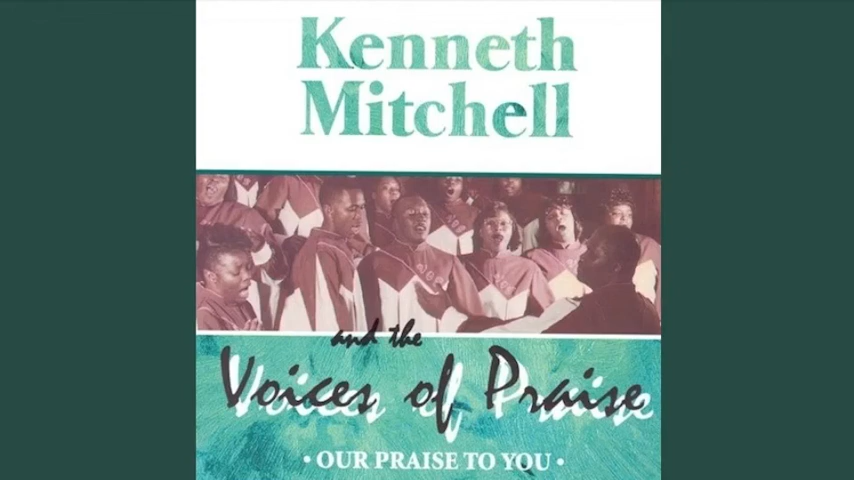 Kenneth
Mitchell
and the
Voices of Praise
• OUR PRAISE TO YOU •